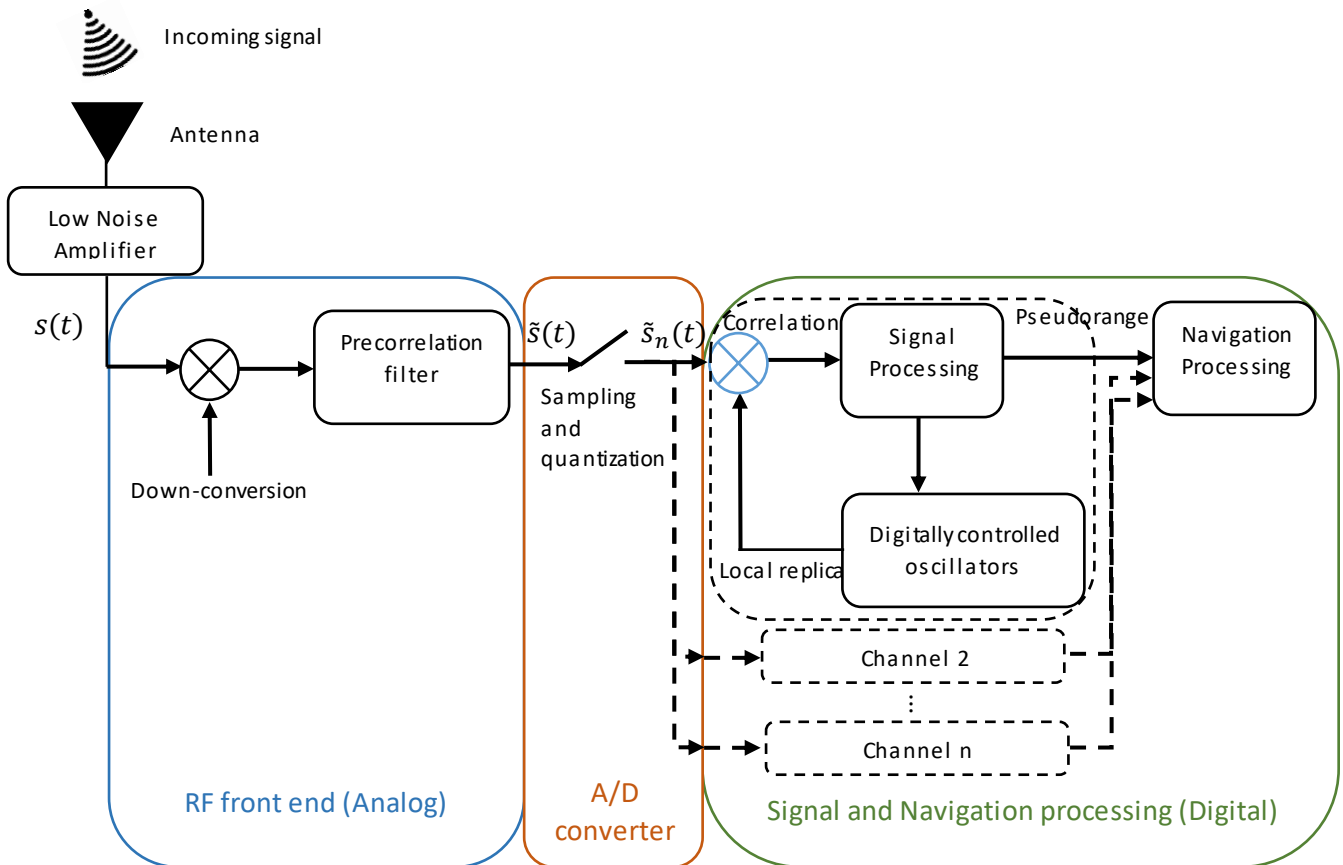 Incoming signal
Antenna
Low Noise
Amplifier
s(t)
Down-conversion
Precorrelation
filter
s̃(t)
Sampling
and
quantization
s̃ₙ(t)
Correlation
Signal
Processing
Pseudorange
Navigation
Processing
Local replica
Digitally controlled
oscillators
Channel 2
...
Channel n
RF front end (Analog)
A/D
converter
Signal and Navigation processing (Digital)